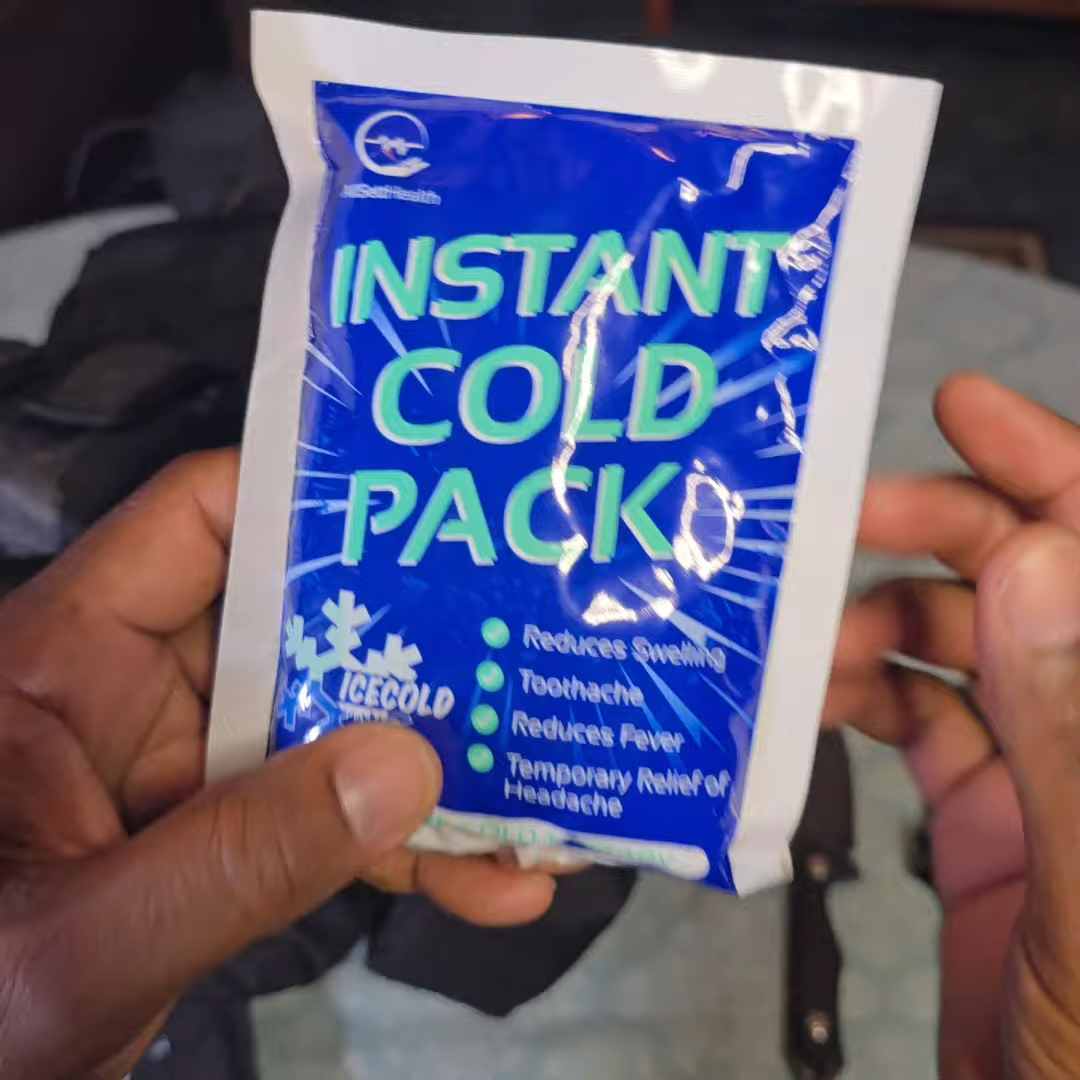 INSTANT
COLD
PACK
ICECOLD
Reduces Swelling
Toothache
Reduces Fever
Temporary Relief of
Headache